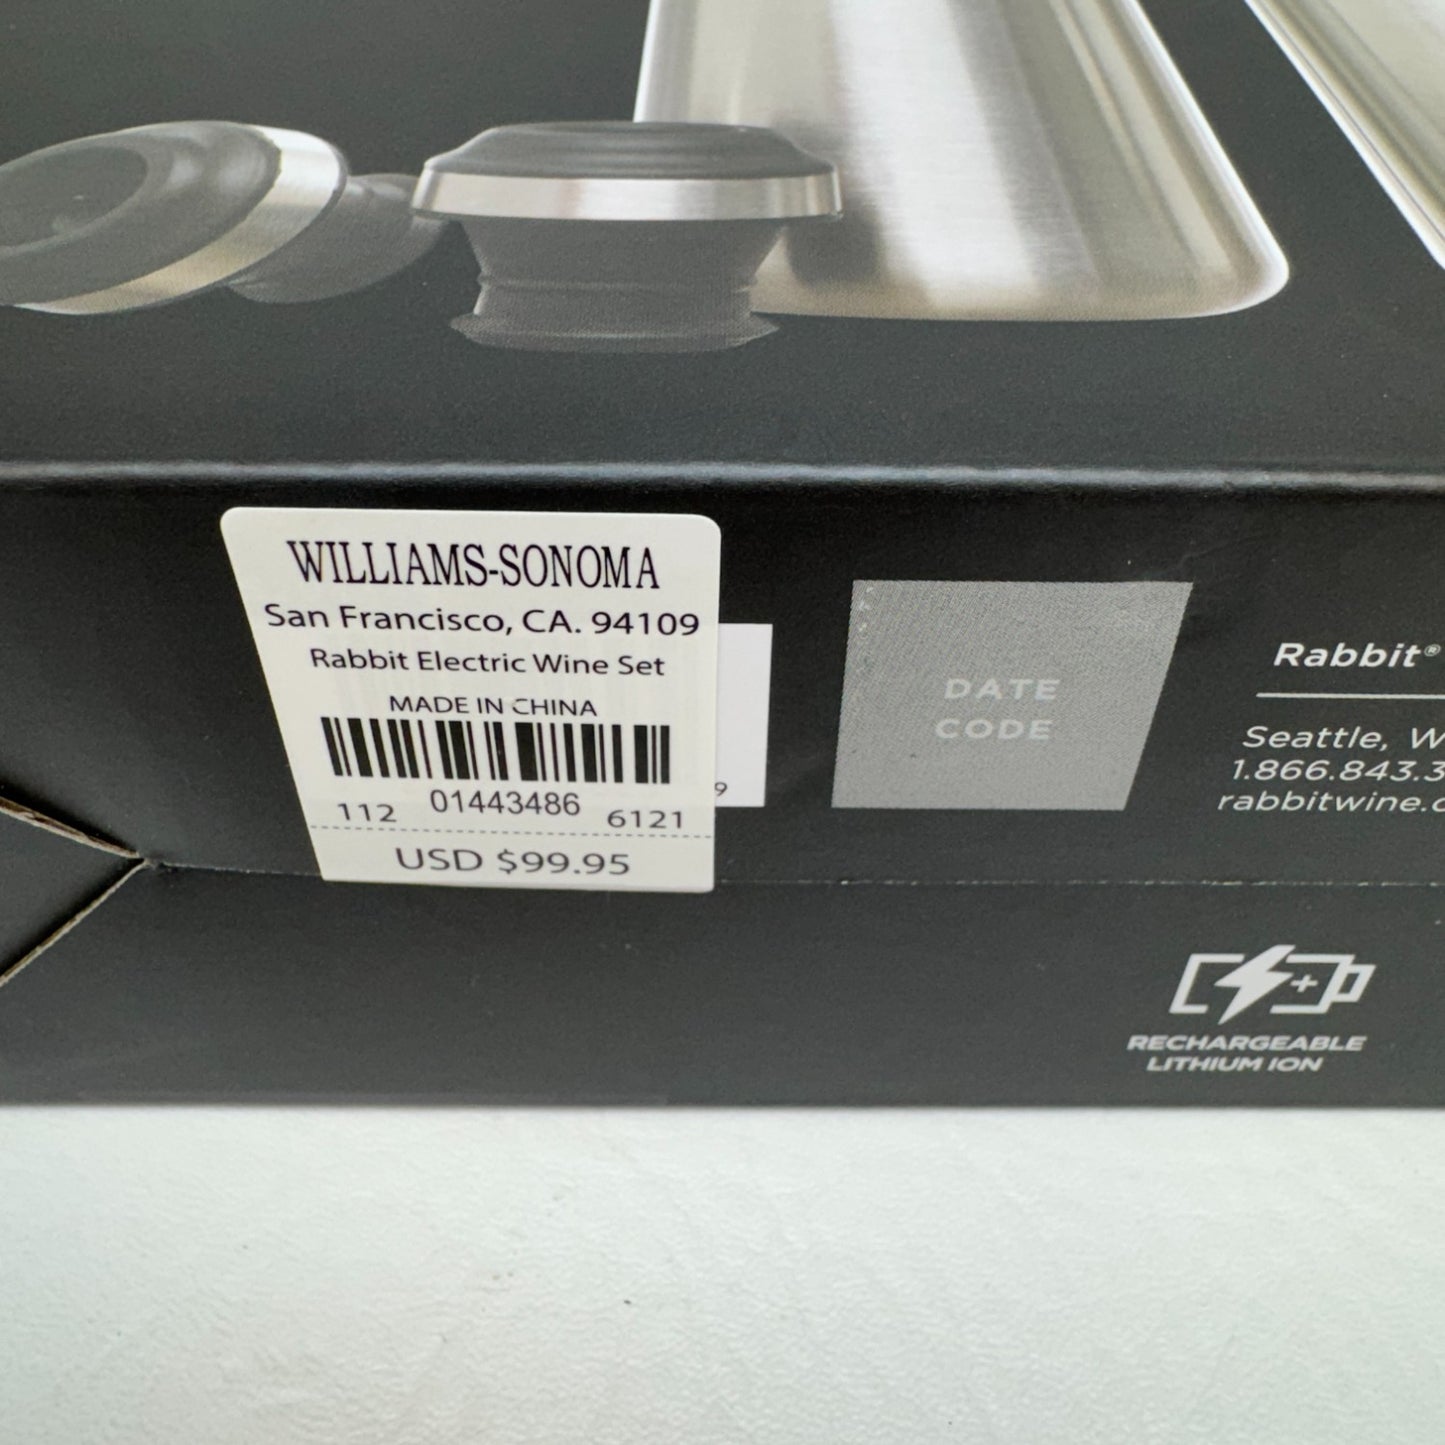 WILLIAMS-SONOMA
San Francisco, CA. 94109
Rabbit Electric Wine Set
MADE IN CHINA
112 01443486 6121
USD $99.95
9
DATE
CODE
Rabbit®
Seattle, W
1.866.843.3
rabbitwine.c
RECHARGEABLE
LITHIUM ION